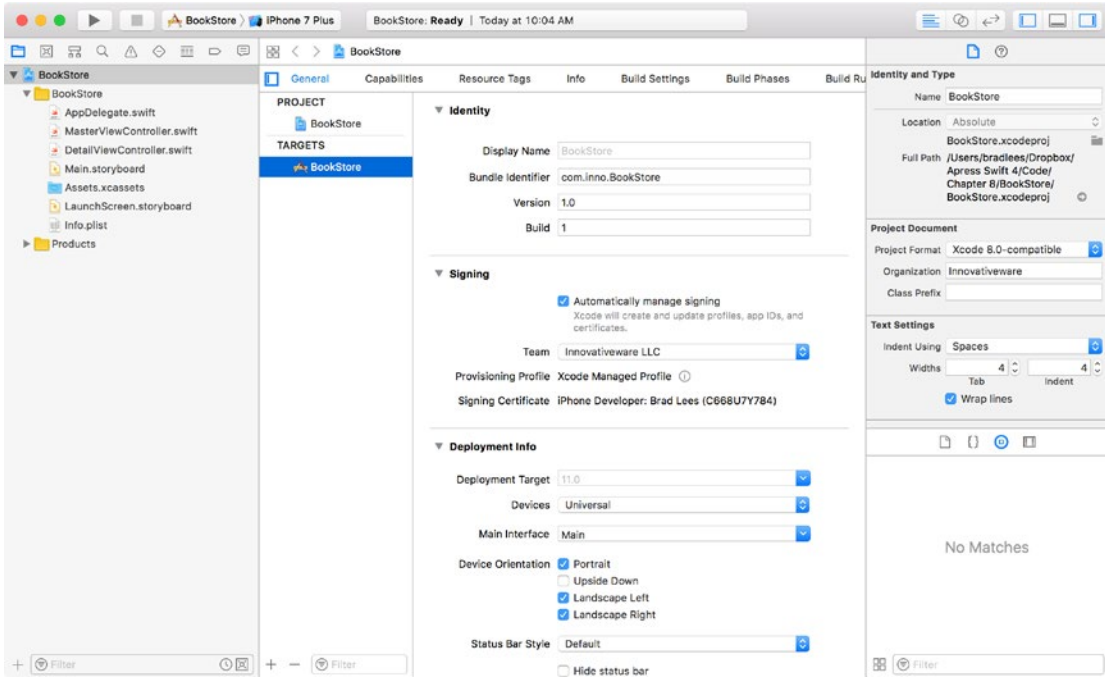 BookStore
iPhone 7 Plus
BookStore: Ready | Today at 10:04 AM
BookStore
BookStore
AppDelegate.swift
MasterViewController.swift
DetailViewController.swift
Main.storyboard
Assets.xcassets
LaunchScreen.storyboard
Info.plist
Products
Filter
BookStore
General Capabilities Resource Tags Info Build Settings Build Phases Build Ru
PROJECT
BookStore
TARGETS
BookStore
Filter
Identity
Display Name BookStore
Bundle Identifier com.inno.BookStore
Version 1.0
Build 1
Signing
Automatically manage signing
Xcode will create and update profiles, app IDs, and
certificates.
Team Innovativeware LLC
Provisioning Profile Xcode Managed Profile
Signing Certificate iPhone Developer: Brad Lees (C668U7Y784)
Deployment Info
Deployment Target 11.0
Devices Universal
Main Interface Main
Device Orientation Portrait
Upside Down
Landscape Left
Landscape Right
Status Bar Style Default
Hide status bar
Identity and Type
Name BookStore
Location Absolute
BookStore.xcodeproj
Full Path /Users/bradlees/Dropbox/
Apress Swift 4/Code/
Chapter 8/BookStore/
BookStore.xcodeproj
Project Document
Project Format Xcode 8.0-compatible
Organization Innovativeware
Class Prefix
Text Settings
Indent Using Spaces
Widths 4 4
Tab Indent
Wrap lines
No Matches
Filter